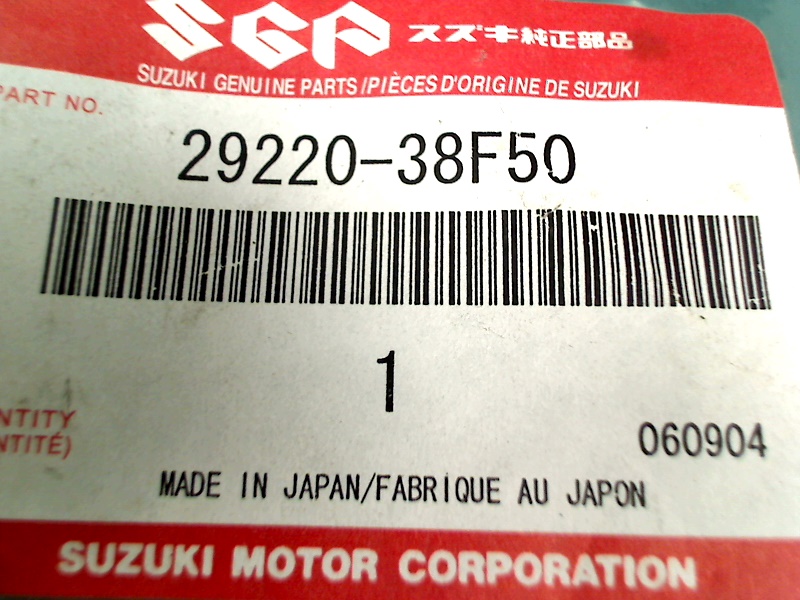 SGP スズキ純正部品
SUZUKI GENUINE PARTS/PIÈCES D'ORIGINE DE SUZUKI
PART NO.
29220-38F50
1
NTITY
NTITÉ)
060904
MADE IN JAPAN/FABRIQUE AU JAPON
SUZUKI MOTOR CORPORATION